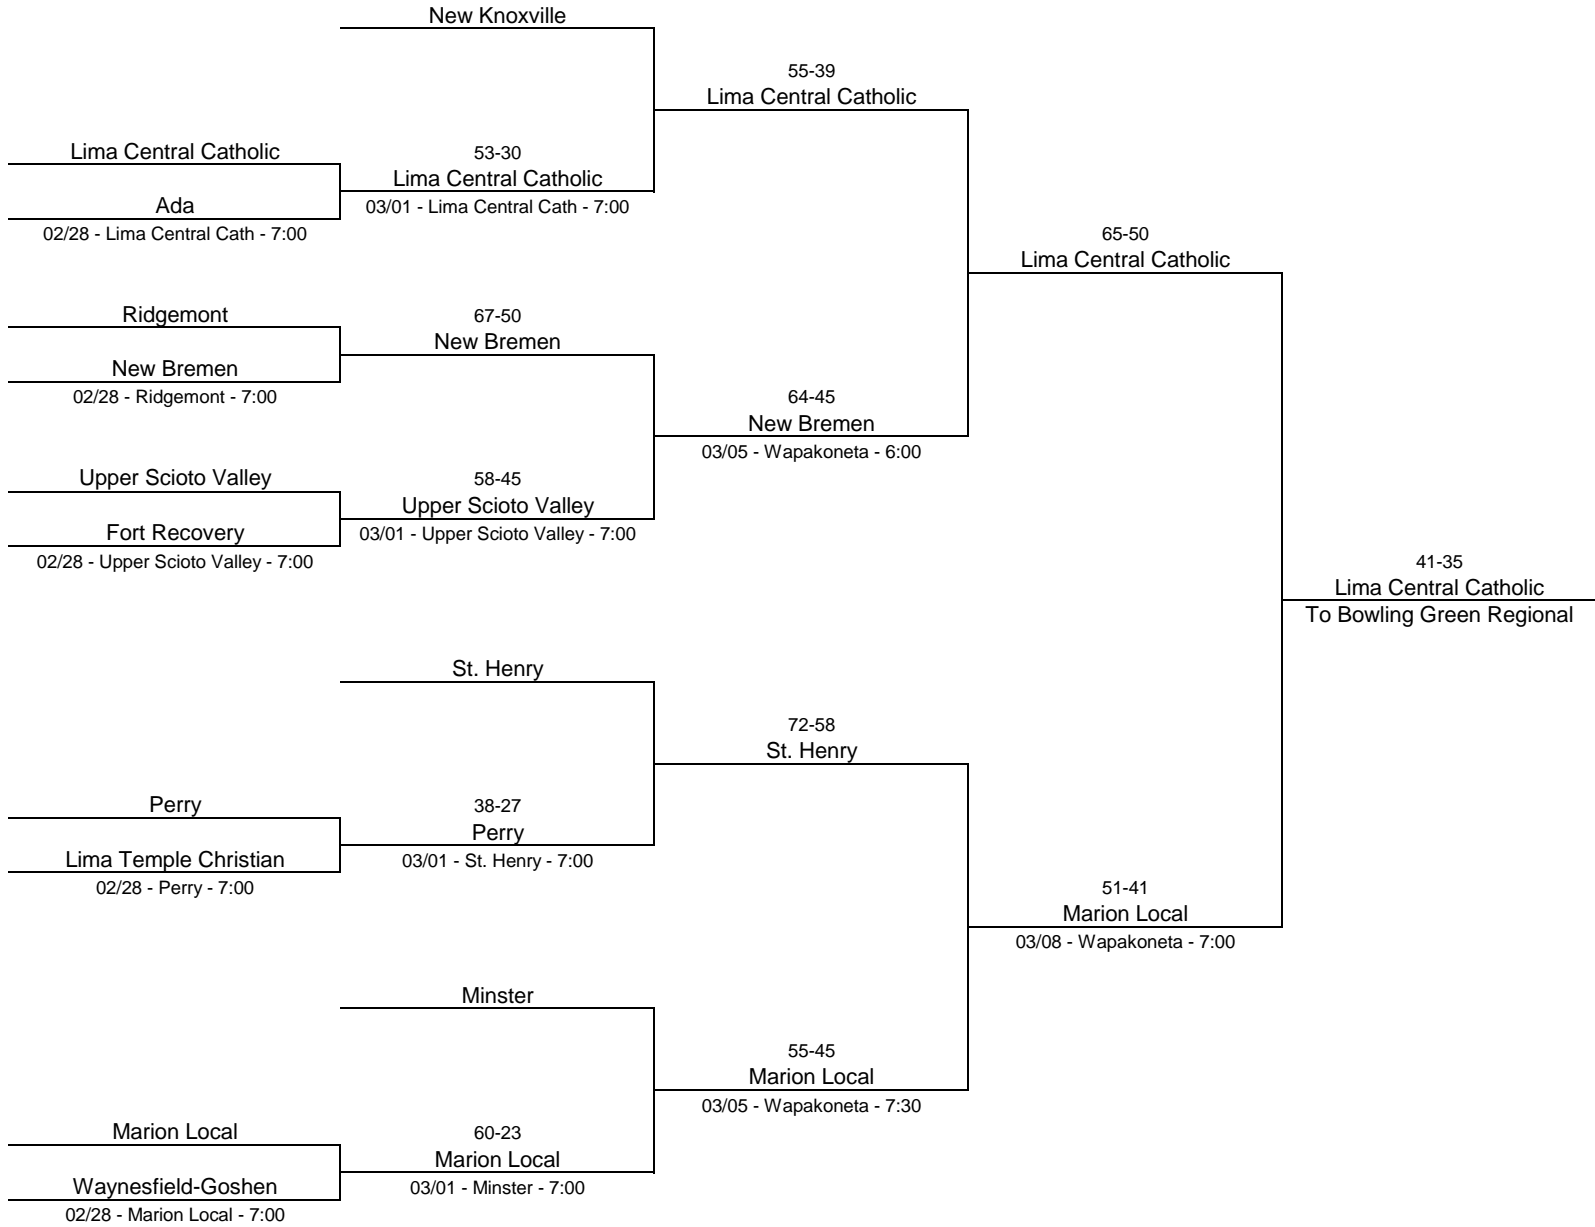 New Knoxville
55-39
Lima Central Catholic
Lima Central Catholic
53-30
Lima Central Catholic
Ada
03/01 - Lima Central Cath - 7:00
02/28 - Lima Central Cath - 7:00
65-50
Lima Central Catholic
Ridgemont
67-50
New Bremen
New Bremen
02/28 - Ridgemont - 7:00
64-45
New Bremen
03/05 - Wapakoneta - 6:00
Upper Scioto Valley
58-45
Upper Scioto Valley
Fort Recovery
03/01 - Upper Scioto Valley - 7:00
02/28 - Upper Scioto Valley - 7:00
41-35
Lima Central Catholic
To Bowling Green Regional
St. Henry
72-58
St. Henry
Perry
38-27
Perry
Lima Temple Christian
03/01 - St. Henry - 7:00
02/28 - Perry - 7:00
51-41
Marion Local
03/08 - Wapakoneta - 7:00
Minster
55-45
Marion Local
03/05 - Wapakoneta - 7:30
Marion Local
60-23
Marion Local
Waynesfield-Goshen
03/01 - Minster - 7:00
02/28 - Marion Local - 7:00